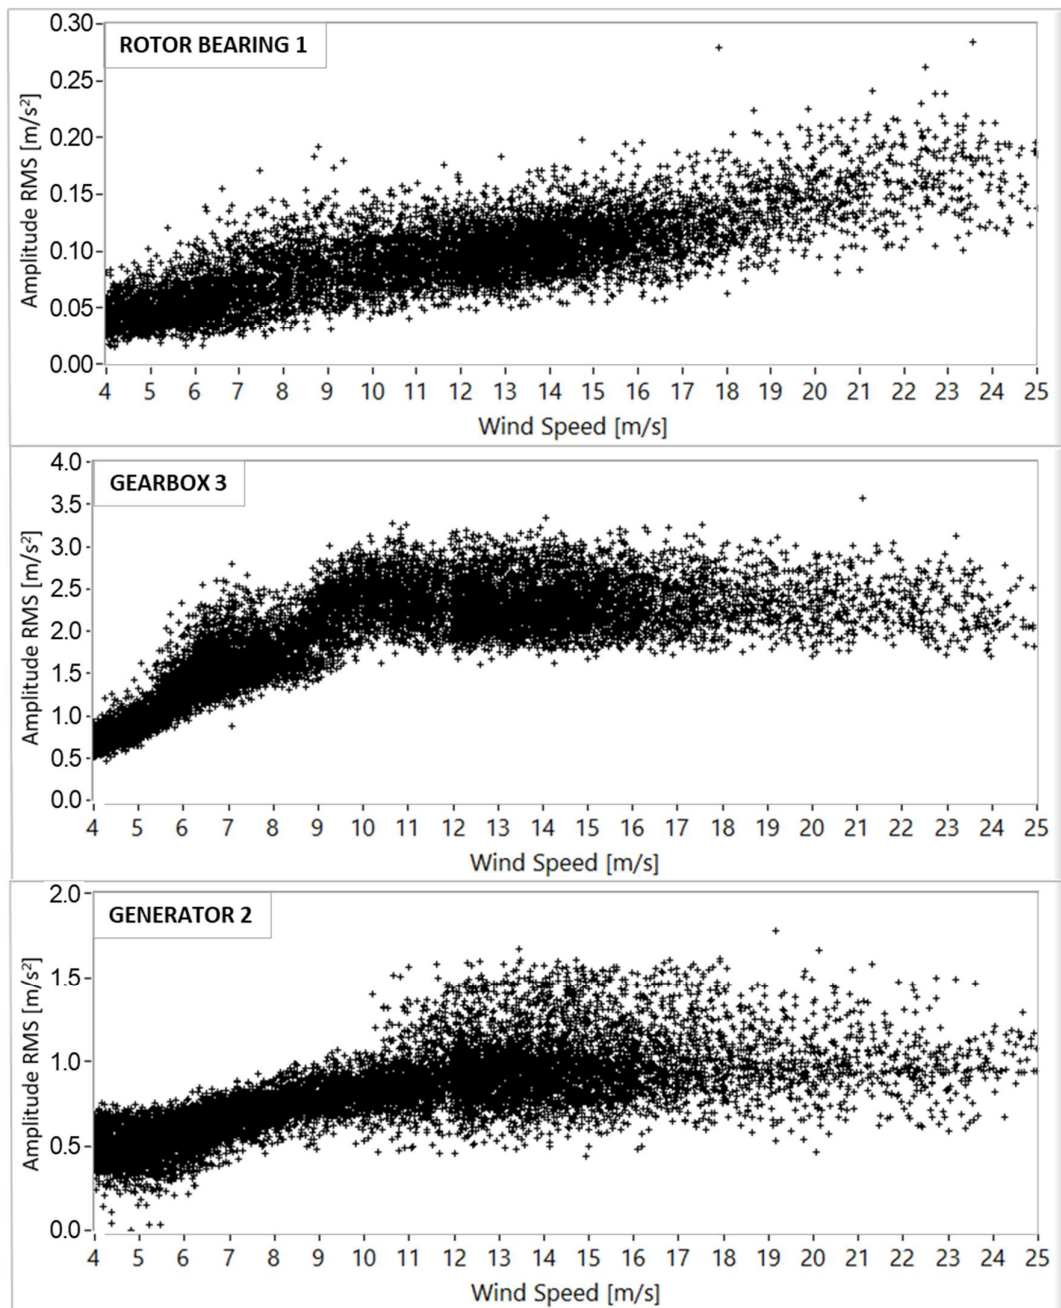 ROTOR BEARING 1
Amplitude RMS [m/s²]
0.30
0.25
0.20
0.15
0.10
0.05
0.00
4 5 6 7 8 9 10 11 12 13 14 15 16 17 18 19 20 21 22 23 24 25
Wind Speed [m/s]
GEARBOX 3
Amplitude RMS [m/s²]
4.0
3.5
3.0
2.5
2.0
1.5
1.0
0.5
0.0
4 5 6 7 8 9 10 11 12 13 14 15 16 17 18 19 20 21 22 23 24 25
Wind Speed [m/s]
GENERATOR 2
Amplitude RMS [m/s²]
2.0
1.5
1.0
0.5
0.0
4 5 6 7 8 9 10 11 12 13 14 15 16 17 18 19 20 21 22 23 24 25
Wind Speed [m/s]